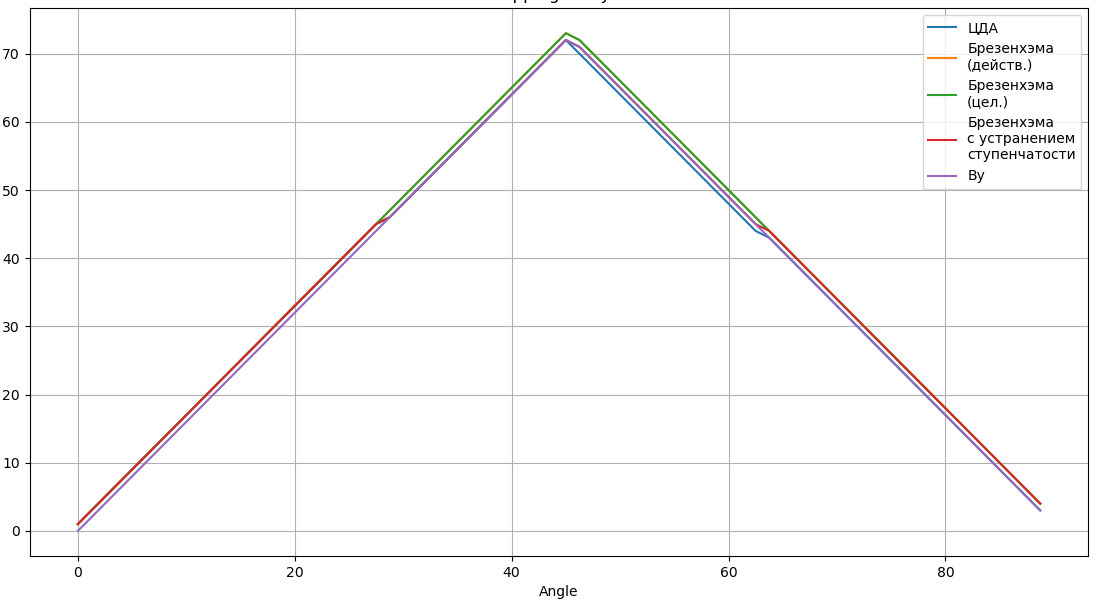 ЦДА
Брезенхэма
(действ.)
Брезенхэма
(цел.)
Брезенхэма
с устранением
ступенчатости
Ву
70
60
50
40
30
20
10
0
0 20 40 60 80
Angle